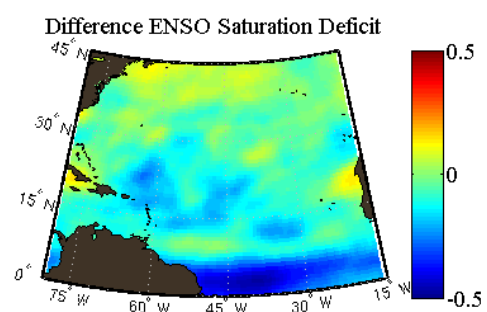 Difference ENSO Saturation Deficit
45° N
30° N
15° N
0°
75° W
60° W
45° W
30° W
15° W
0.5
0
-0.5